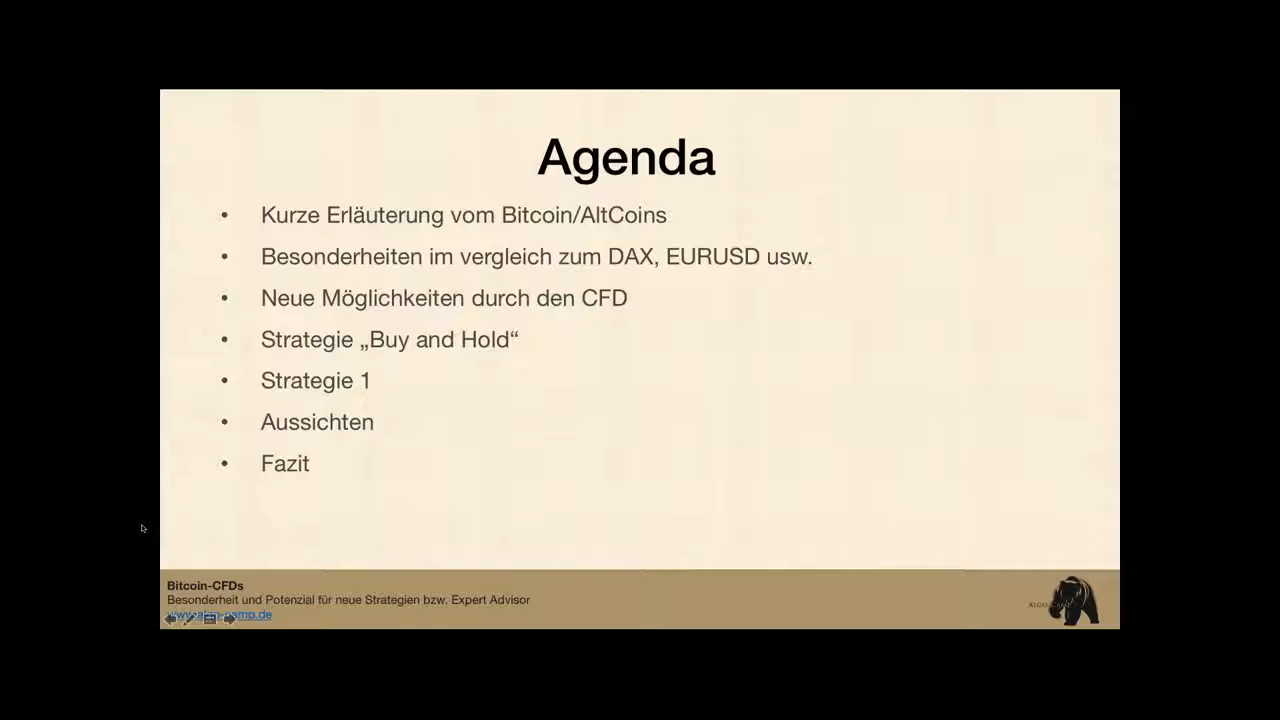 Agenda
• Kurze Erläuterung vom Bitcoin/AltCoins
• Besonderheiten im vergleich zum DAX, EURUSD usw.
• Neue Möglichkeiten durch den CFD
• Strategie „Buy and Hold“
• Strategie 1
• Aussichten
• Fazit
Bitcoin-CFDs
Besonderheit und Potenzial für neue Strategien bzw. Expert Advisor
www.algo-camp.de